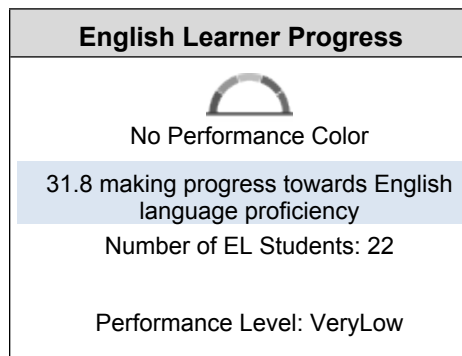 English Learner Progress
No Performance Color
31.8 making progress towards English
language proficiency
Number of EL Students: 22
Performance Level: VeryLow